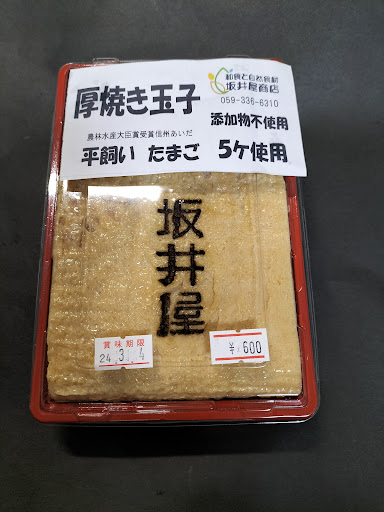 和食と自然食材
坂井屋商店
059-336-6310
厚焼き玉子
添加物不使用
農林水産大臣賞受賞信州あいだ
平飼い たまご 5ケ使用
坂井屋
賞味期限
24.3.4
¥600